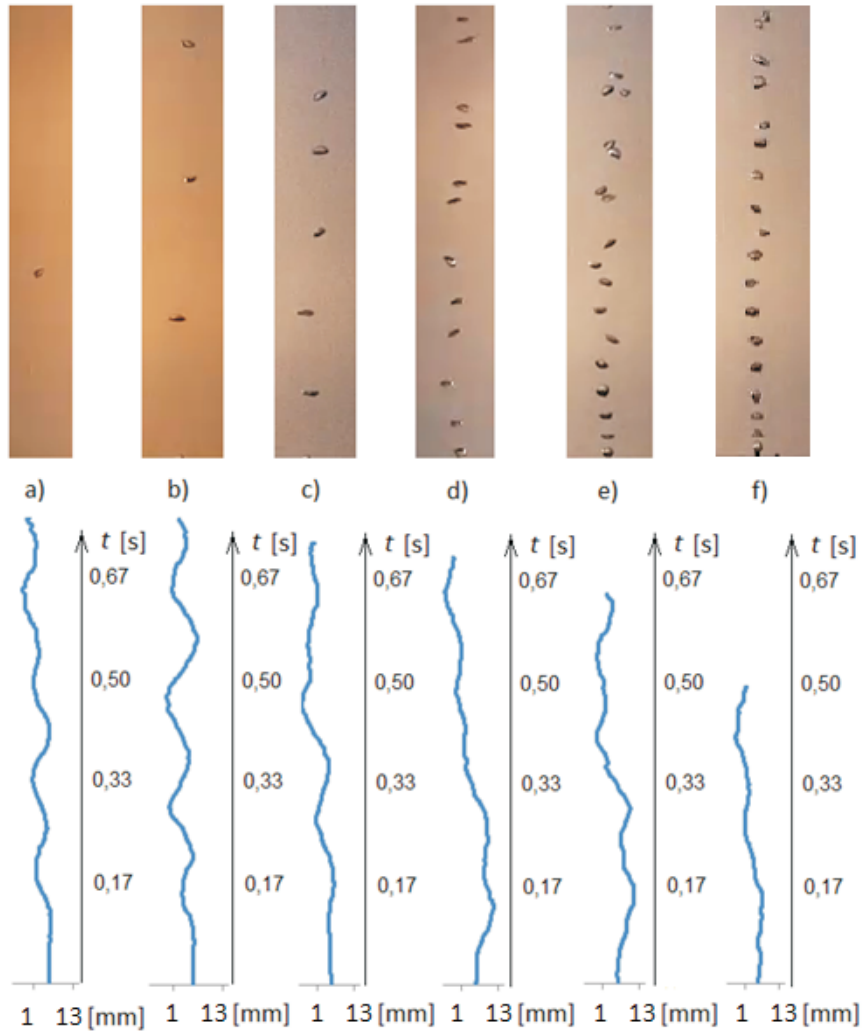 a) b) c) d) e) f)
t [s] t [s] t [s] t [s] t [s] t [s]
0,67 0,67 0,67 0,67 0,67 0,67
0,50 0,50 0,50 0,50 0,50 0,50
0,33 0,33 0,33 0,33 0,33 0,33
0,17 0,17 0,17 0,17 0,17 0,17
1 13 [mm] 1 13 [mm] 1 13 [mm] 1 13 [mm] 1 13 [mm] 1 13 [mm]